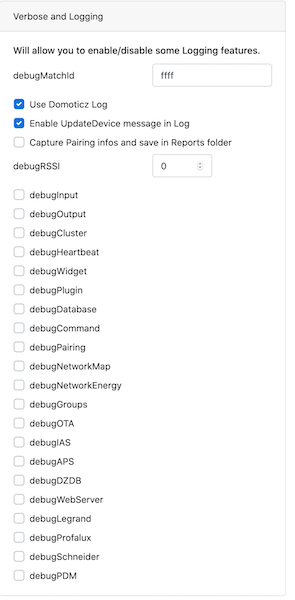 Verbose and Logging
Will allow you to enable/disable some Logging features.
debugMatchId ffff
Use Domoticz Log
Enable UpdateDevice message in Log
Capture Pairing infos and save in Reports folder
debugRSSI 0
debugInput
debugOutput
debugCluster
debugHeartbeat
debugWidget
debugPlugin
debugDatabase
debugCommand
debugPairing
debugNetworkMap
debugNetworkEnergy
debugGroups
debugOTA
debugIAS
debugAPS
debugDZDB
debugWebServer
debugLegrand
debugProfalux
debugSchneider
debugPDM